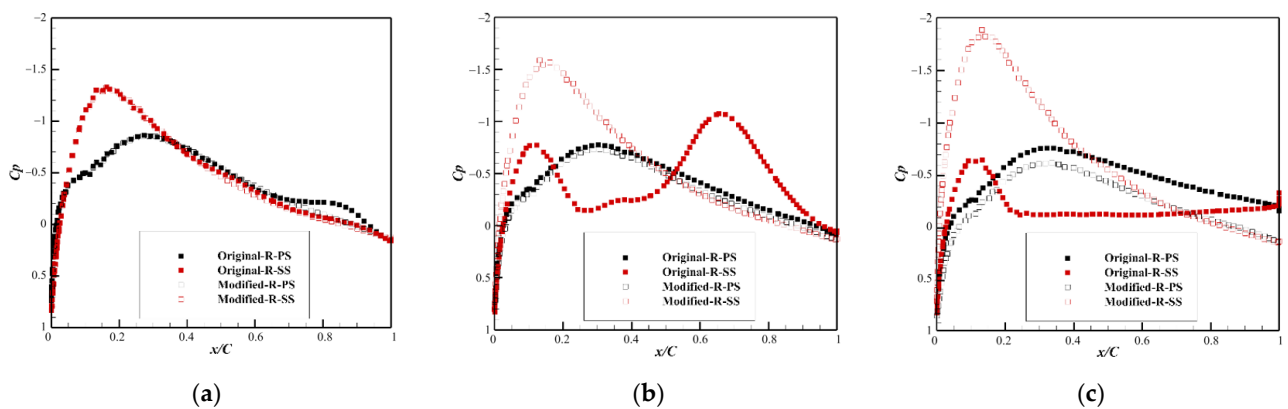 −2
−1.5
−1
−0.5
0
0.5
1
Cp
0
0.2
0.4
0.6
0.8
1
x/C
Original-R-PS
Original-R-SS
Modified-R-PS
Modified-R-SS
(a)
−2
−1.5
−1
−0.5
0
0.5
1
Cp
0
0.2
0.4
0.6
0.8
1
x/C
Original-R-PS
Original-R-SS
Modified-R-PS
Modified-R-SS
(b)
−2
−1.5
−1
−0.5
0
0.5
1
Cp
0
0.2
0.4
0.6
0.8
1
x/C
Original-R-PS
Original-R-SS
Modified-R-PS
Modified-R-SS
(c)